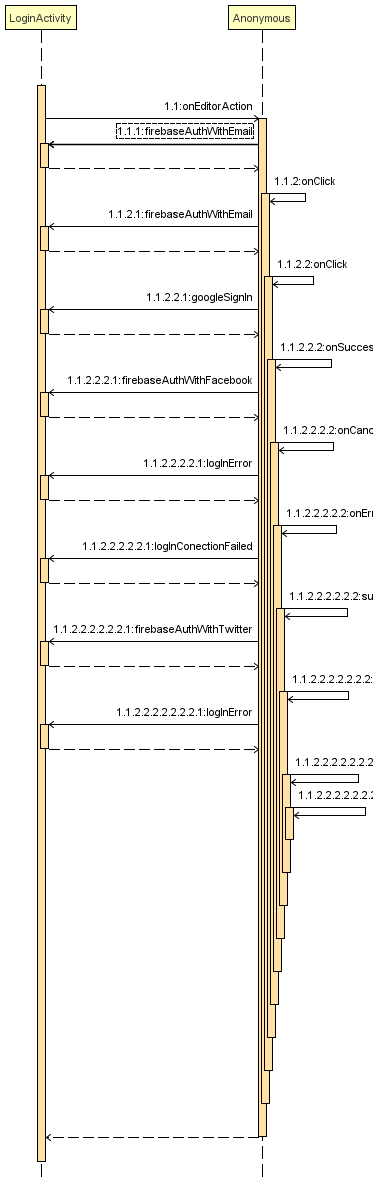 LoginActivity
Anonymous
1.1:onEditorAction
1.1.1:firebaseAuthWithEmail
1.1.2:onClick
1.1.2.1:firebaseAuthWithEmail
1.1.2.2:onClick
1.1.2.2.1:googleSignIn
1.1.2.2.2:onSucces
1.1.2.2.2.1:firebaseAuthWithFacebook
1.1.2.2.2.2:onCanc
1.1.2.2.2.2.1:logInError
1.1.2.2.2.2.2:onErr
1.1.2.2.2.2.2.1:logInConectionFailed
1.1.2.2.2.2.2.2:su
1.1.2.2.2.2.2.2.1:firebaseAuthWithTwitter
1.1.2.2.2.2.2.2.2:
1.1.2.2.2.2.2.2.2.1:logInError
1.1.2.2.2.2.2.2.2
1.1.2.2.2.2.2.2.2